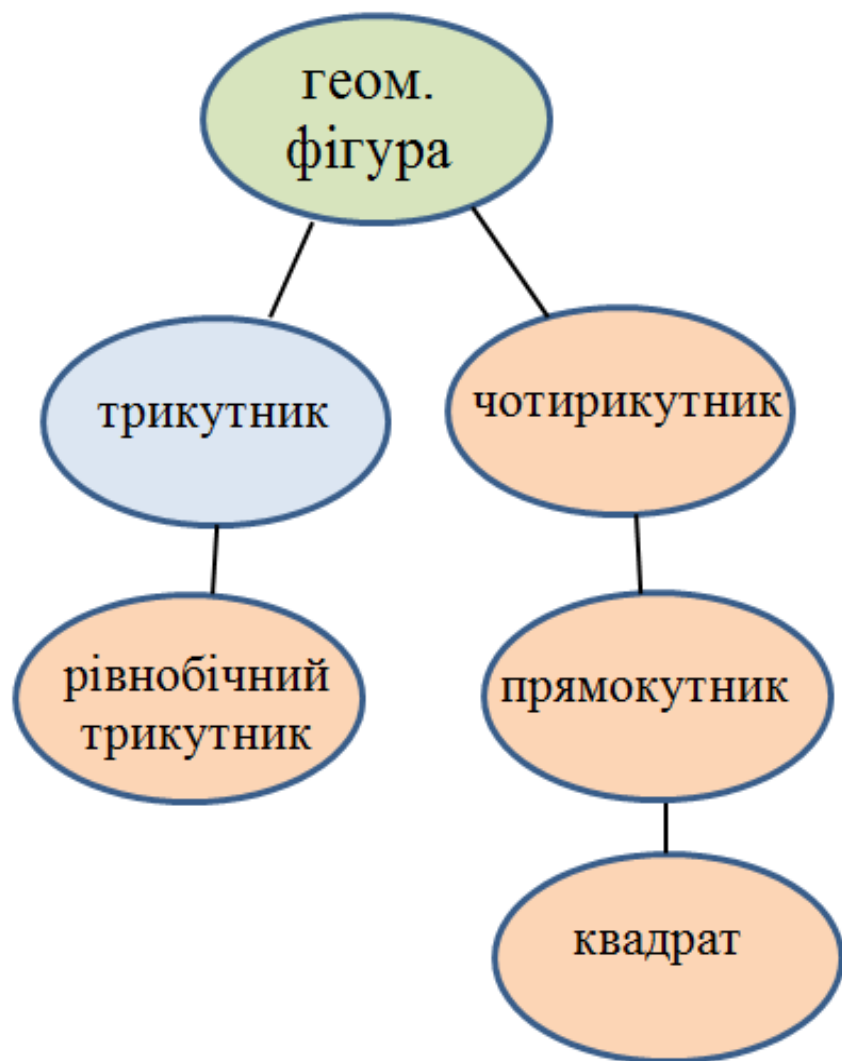 геом.
фігура
трикутник
чотирикутник
рівнобічний
трикутник
прямокутник
квадрат